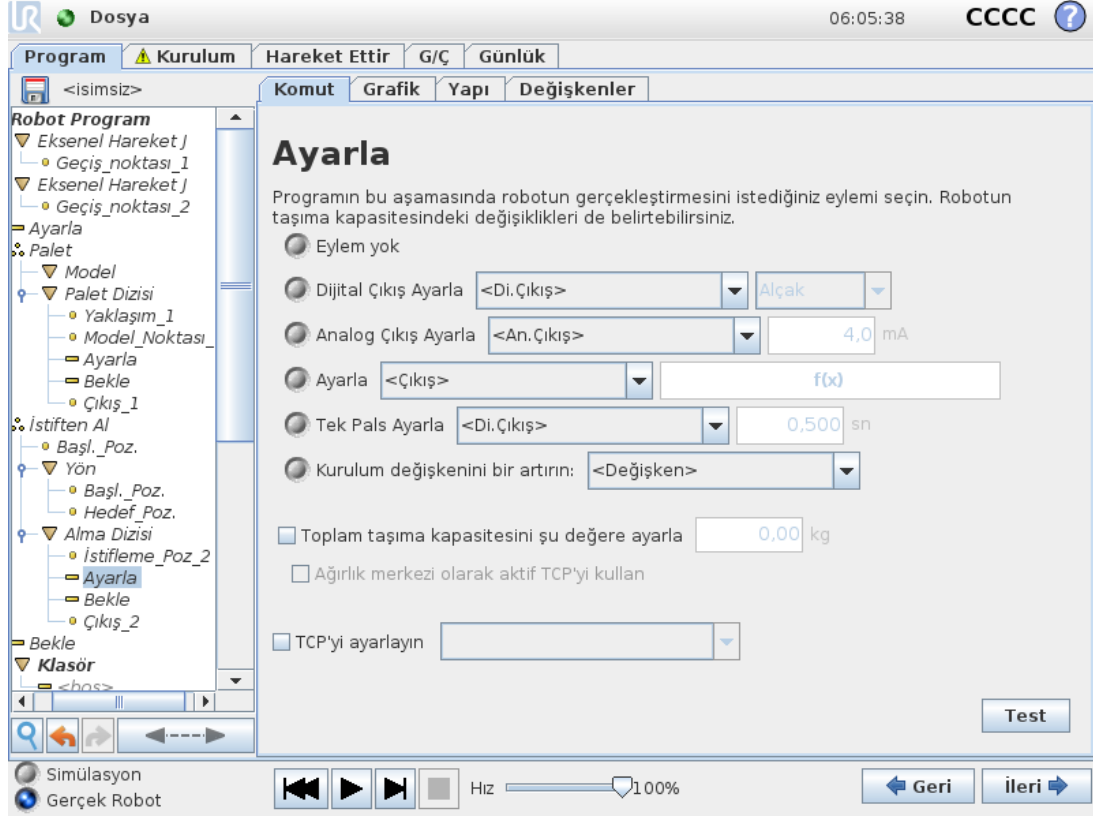 UR Dosya 06:05:38 CCCC ?
Program Kurulum Hareket Ettir G/Ç Günlük
<isimsiz>
Komut Grafik Yapı Değişkenler
Robot Program
Eksenel Hareket J
Geçiş_noktası_1
Eksenel Hareket J
Geçiş_noktası_2
Ayarla
Palet
Model
Palet Dizisi
Yaklaşım_1
Model_Noktası_
Ayarla
Bekle
Çıkış_1
İstiften Al
Başl._Poz.
Yön
Başl._Poz.
Hedef_Poz.
Alma Dizisi
İstifleme_Poz_2
Ayarla
Bekle
Çıkış_2
Bekle
Klasör
<boş>
Ayarla
Programın bu aşamasında robotun gerçekleştirmesini istediğiniz eylemi seçin. Robotun
taşıma kapasitesindeki değişiklikleri de belirtebilirsiniz.
Eylem yok
Dijital Çıkış Ayarla <Di.Çıkış> Alçak
Analog Çıkış Ayarla <An.Çıkış> 4,0 mA
Ayarla <Çıkış> f(x)
Tek Pals Ayarla <Di.Çıkış> 0,500 sn
Kurulum değişkenini bir artırın: <Değişken>
Toplam taşıma kapasitesini şu değere ayarla 0,00 kg
Ağırlık merkezi olarak aktif TCP'yi kullan
TCP'yi ayarlayın
Test
Simülasyon
Gerçek Robot
Hız 100%
Geri İleri